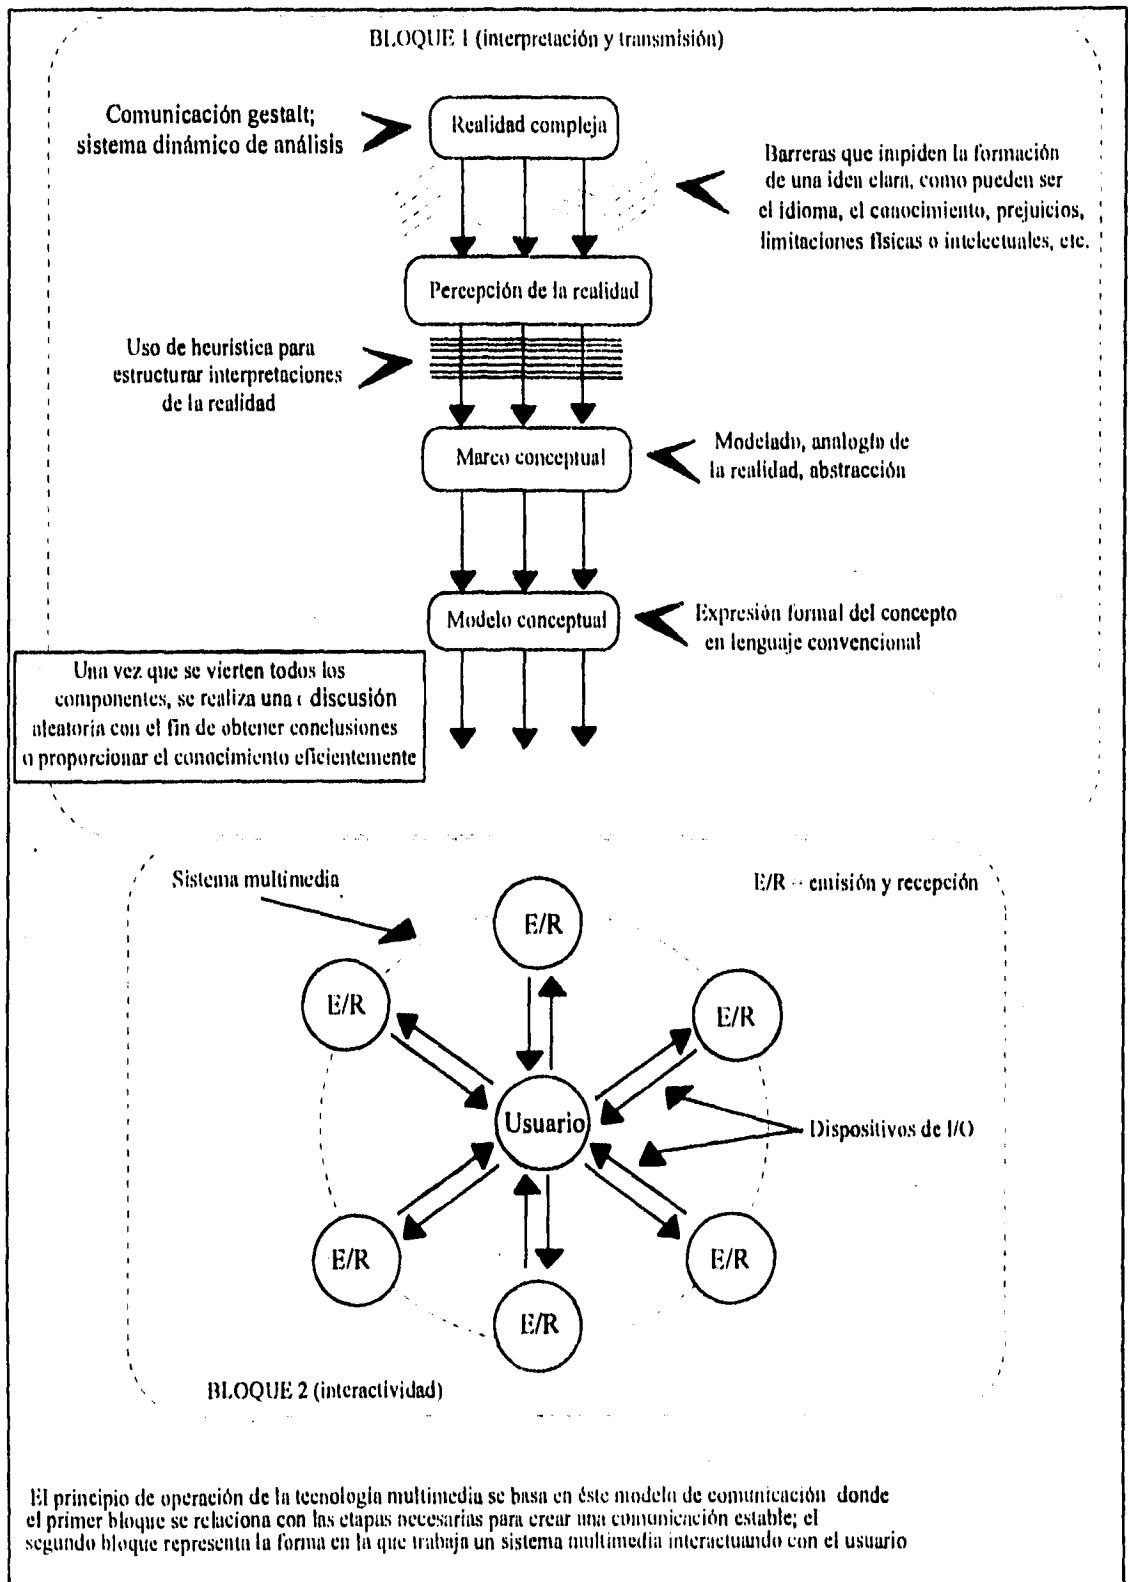 BLOQUE 1 (interpretación y transmisión)
Comunicación gestalt;
sistema dinámico de análisis
Realidad compleja
Barreras que impiden la formación
de una idea clara, como pueden ser
el idioma, el conocimiento, prejuicios,
limitaciones físicas o intelectuales, etc.
Percepción de la realidad
Uso de heurística para
estructurar interpretaciones
de la realidad
Marco conceptual
Modelado, analogía de
la realidad, abstracción
Modelo conceptual
Expresión formal del concepto
en lenguaje convencional
Una vez que se vierten todos los
componentes, se realiza una discusión
aleatoria con el fin de obtener conclusiones
o proporcionar el conocimiento eficientemente
Sistema multimedia
E/R = emisión y recepción
E/R
E/R
E/R
Usuario
Dispositivos de I/O
E/R
E/R
E/R
BLOQUE 2 (interactividad)
El principio de operación de la tecnología multimedia se basa en éste modelo de comunicación donde
el primer bloque se relaciona con las etapas necesarias para crear una comunicación estable; el
segundo bloque representa la forma en la que trabaja un sistema multimedia interactuando con el usuario